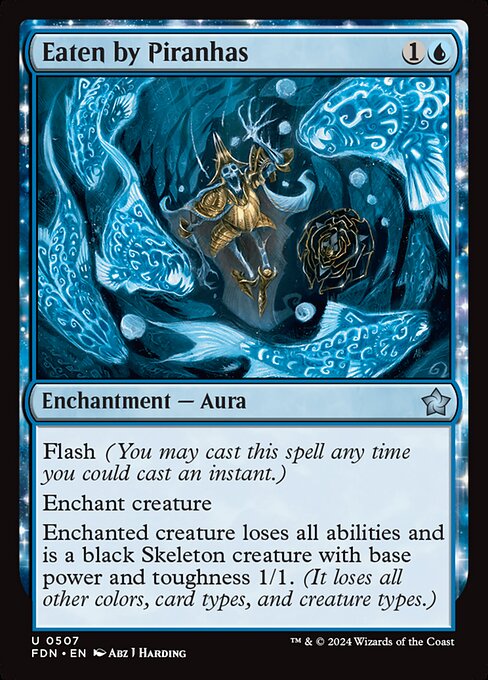 Eaten by Piranhas 1
Enchantment — Aura
Flash (You may cast this spell any time
you could cast an instant.)
Enchant creature
Enchanted creature loses all abilities and
is a black Skeleton creature with base
power and toughness 1/1. (It loses all
other colors, card types, and creature types.)
U 0507
FDN • EN Abz J Harding
™ & © 2024 Wizards of the Coast